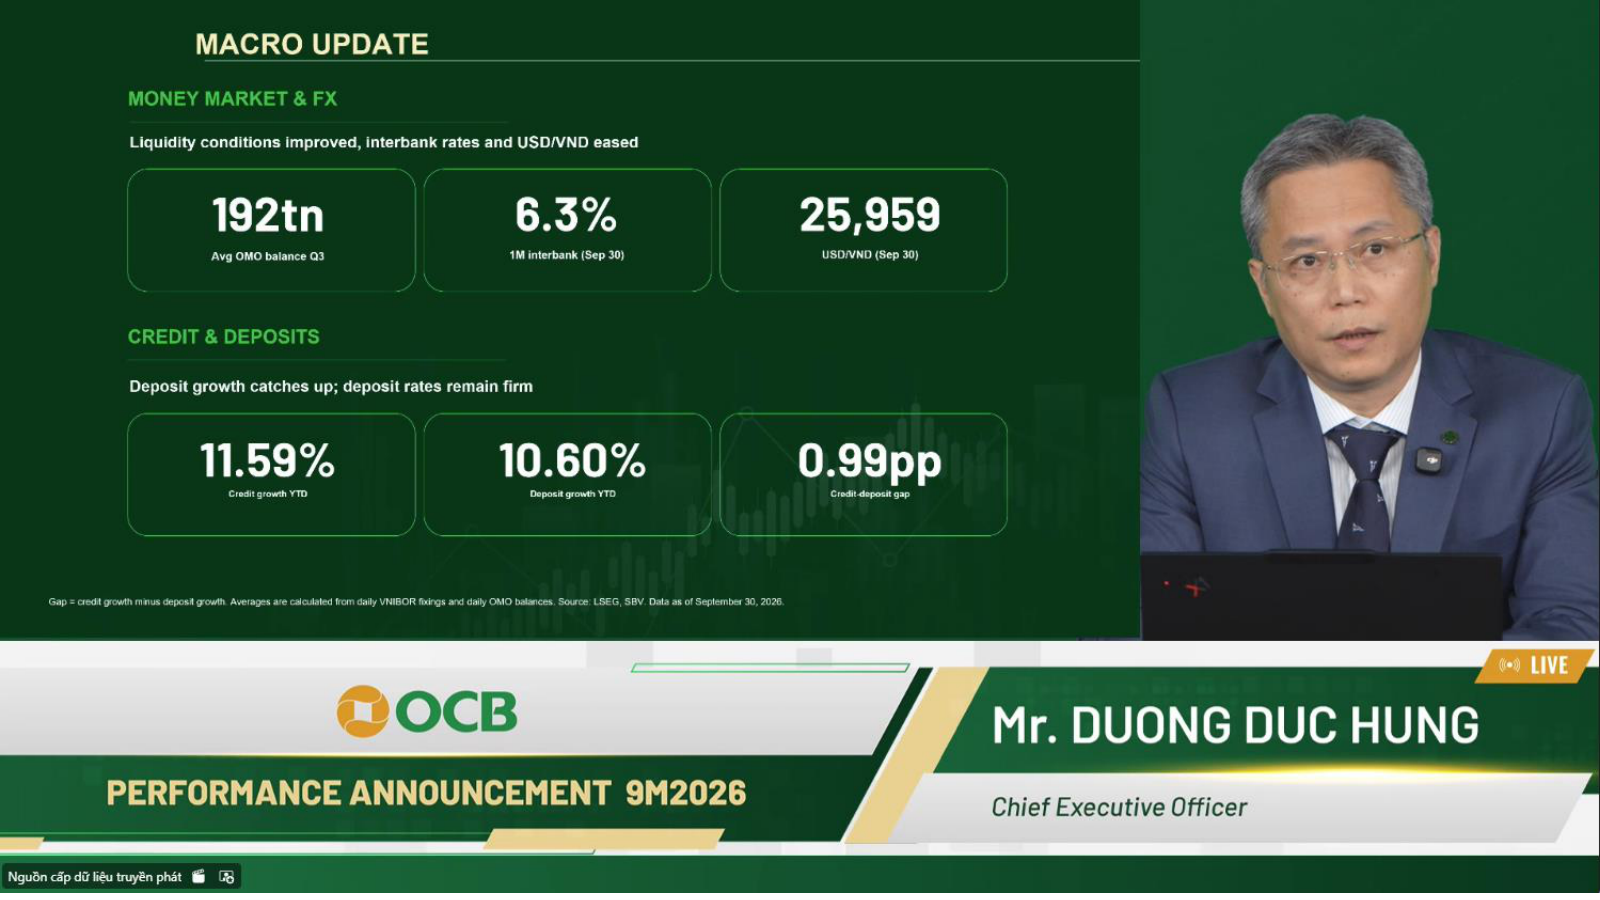 MACRO UPDATE
MONEY MARKET & FX
Liquidity conditions improved, interbank rates and USD/VND eased
192tn
Avg OMO balance Q3
6.3%
1M interbank (Sep 30)
25,959
USD/VND (Sep 30)
CREDIT & DEPOSITS
Deposit growth catches up; deposit rates remain firm
11.59%
Credit growth YTD
10.60%
Deposit growth YTD
0.99pp
Credit-deposit gap
Gap = credit growth minus deposit growth. Averages are calculated from daily VNIBOR fixings and daily OMO balances. Source: LSEG, SBV. Data as of September 30, 2026.
LIVE
OCB
PERFORMANCE ANNOUNCEMENT 9M2026
Mr. DUONG DUC HUNG
Chief Executive Officer
Nguồn cấp dữ liệu truyền phát